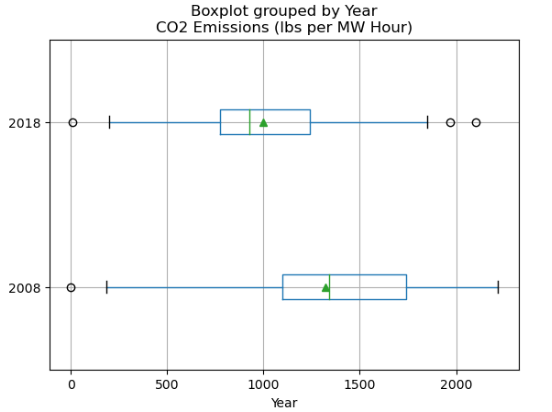 Boxplot grouped by Year
CO2 Emissions (lbs per MW Hour)
2018
2008
0 500 1000 1500 2000
Year